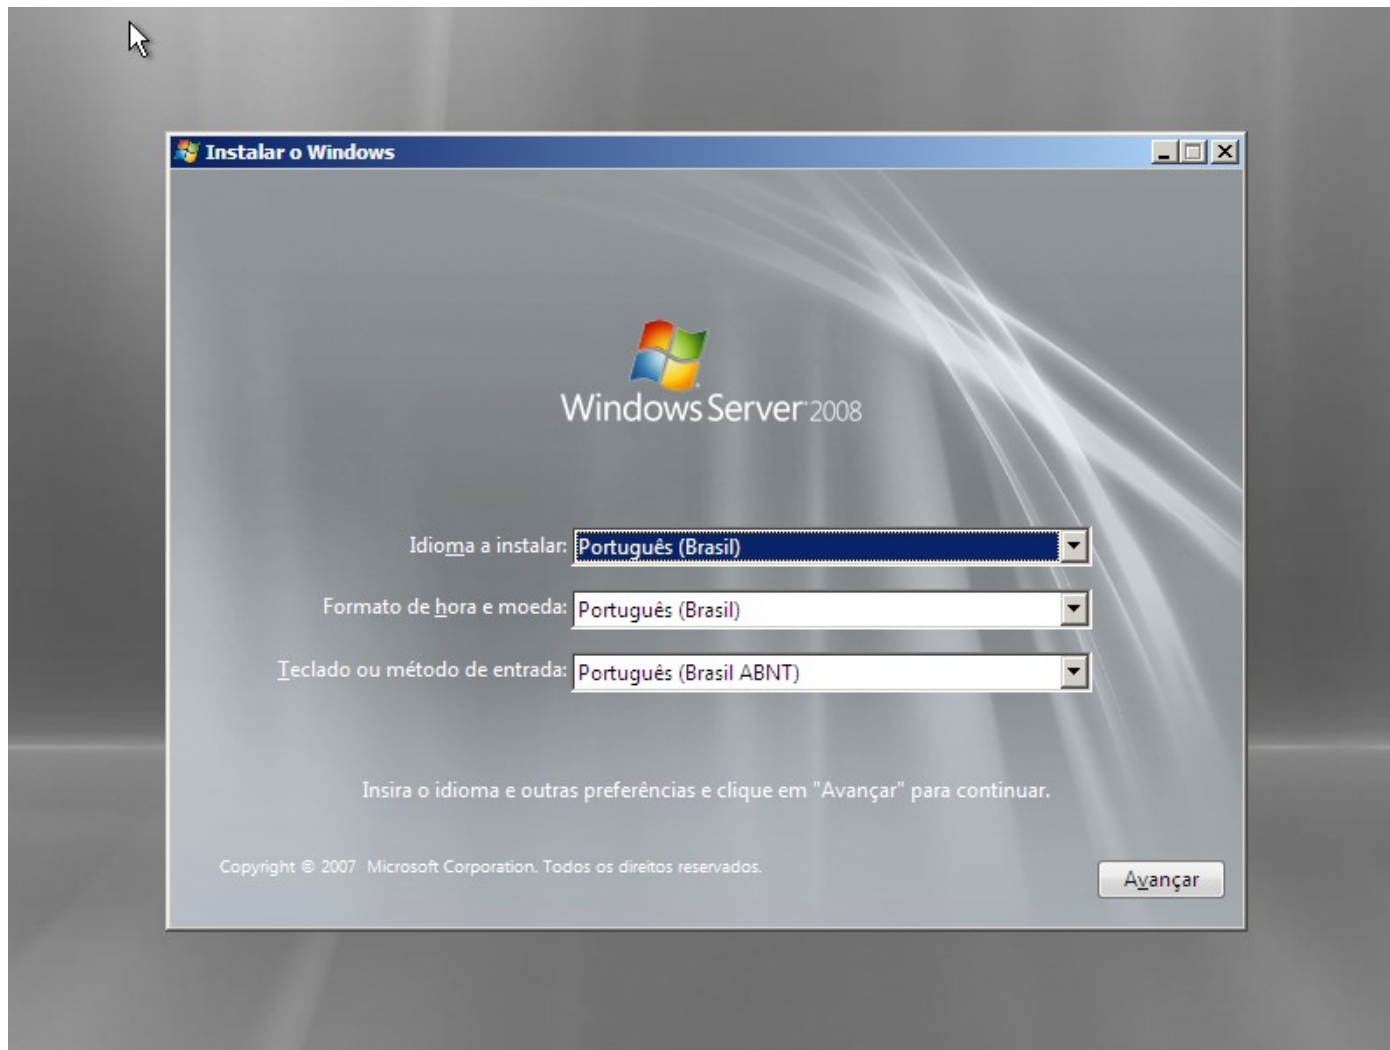 Instalar o Windows
Windows Server 2008
Idioma a instalar: Português (Brasil)
Formato de hora e moeda: Português (Brasil)
Teclado ou método de entrada: Português (Brasil ABNT)
Insira o idioma e outras preferências e clique em "Avançar" para continuar.
Copyright © 2007 Microsoft Corporation. Todos os direitos reservados.
Avançar